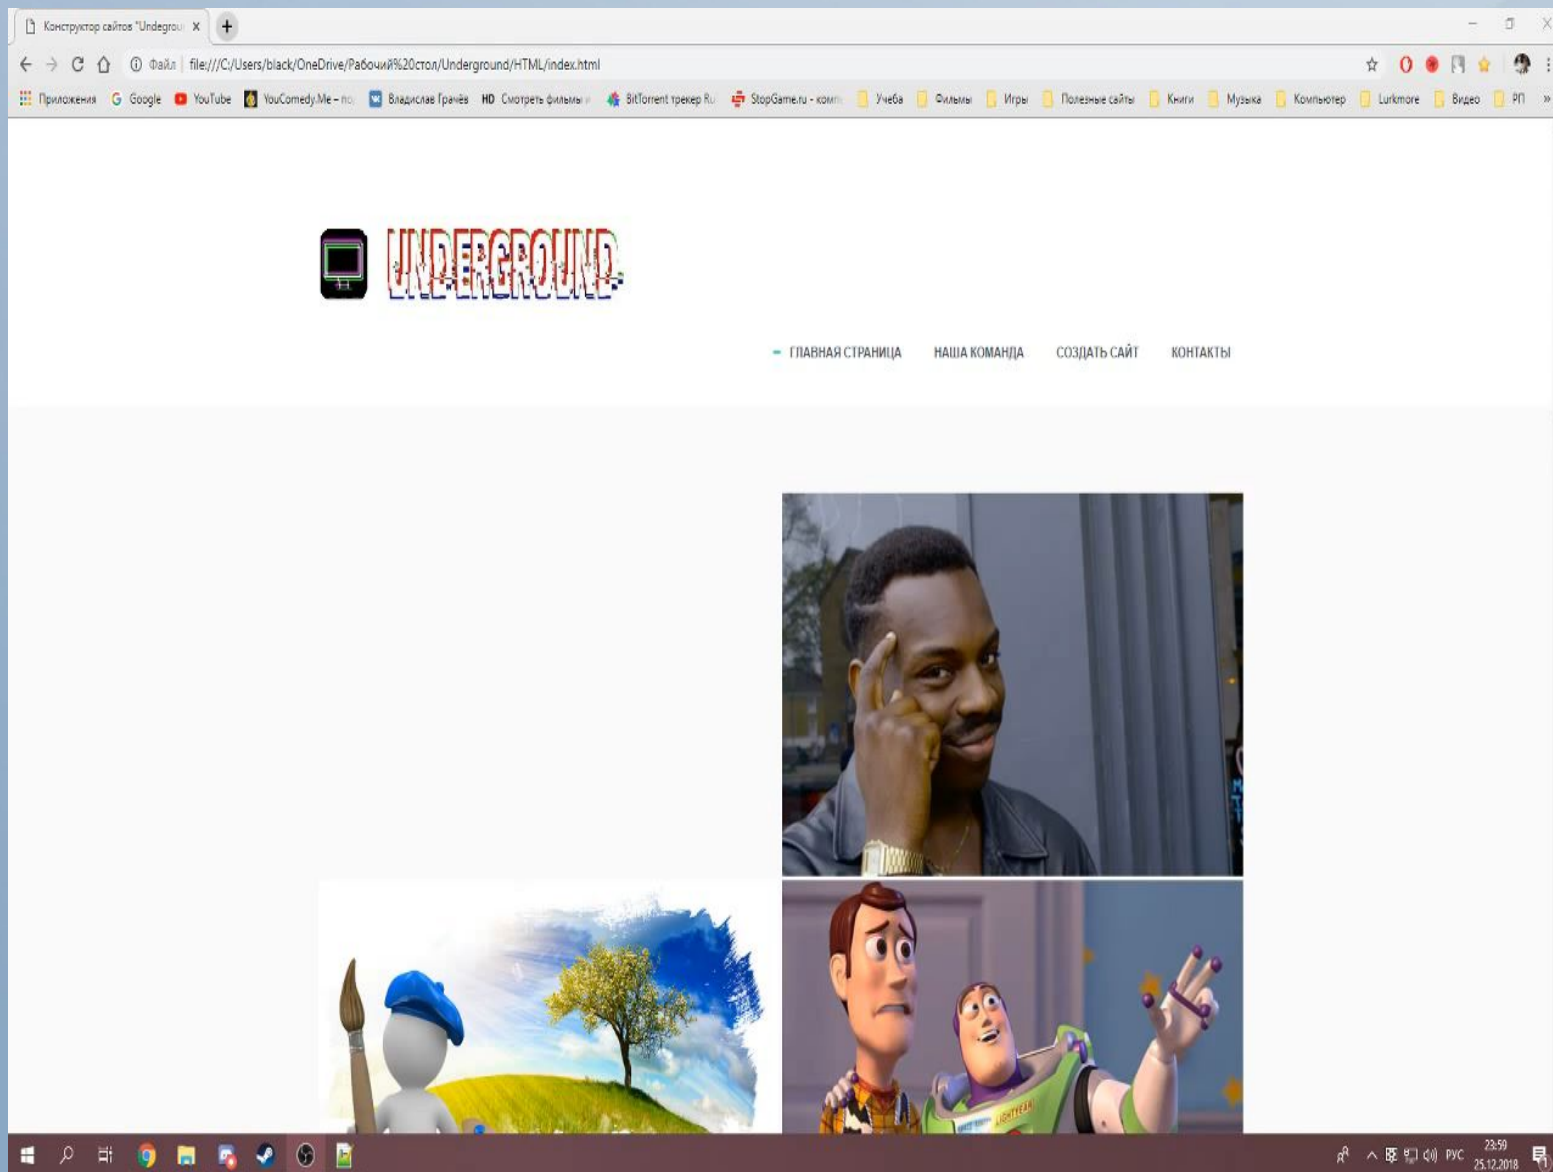 Конструктор сайтов "Undegrou
Файл | file:///C:/Users/black/OneDrive/Рабочий%20стол/Underground/HTML/index.html
Приложения Google YouTube YouComedy.Me – по Владислав Грачёв HD Смотреть фильмы и BitTorrent трекер Ru StopGame.ru - комп Учеба Фильмы Игры Полезные сайты Книги Музыка Компьютер Lurkmore Видео РП »
UNDERGROUND
ГЛАВНАЯ СТРАНИЦА НАША КОМАНДА СОЗДАТЬ САЙТ КОНТАКТЫ
LIGHTYEAR
РУС
23:59
25.12.2018